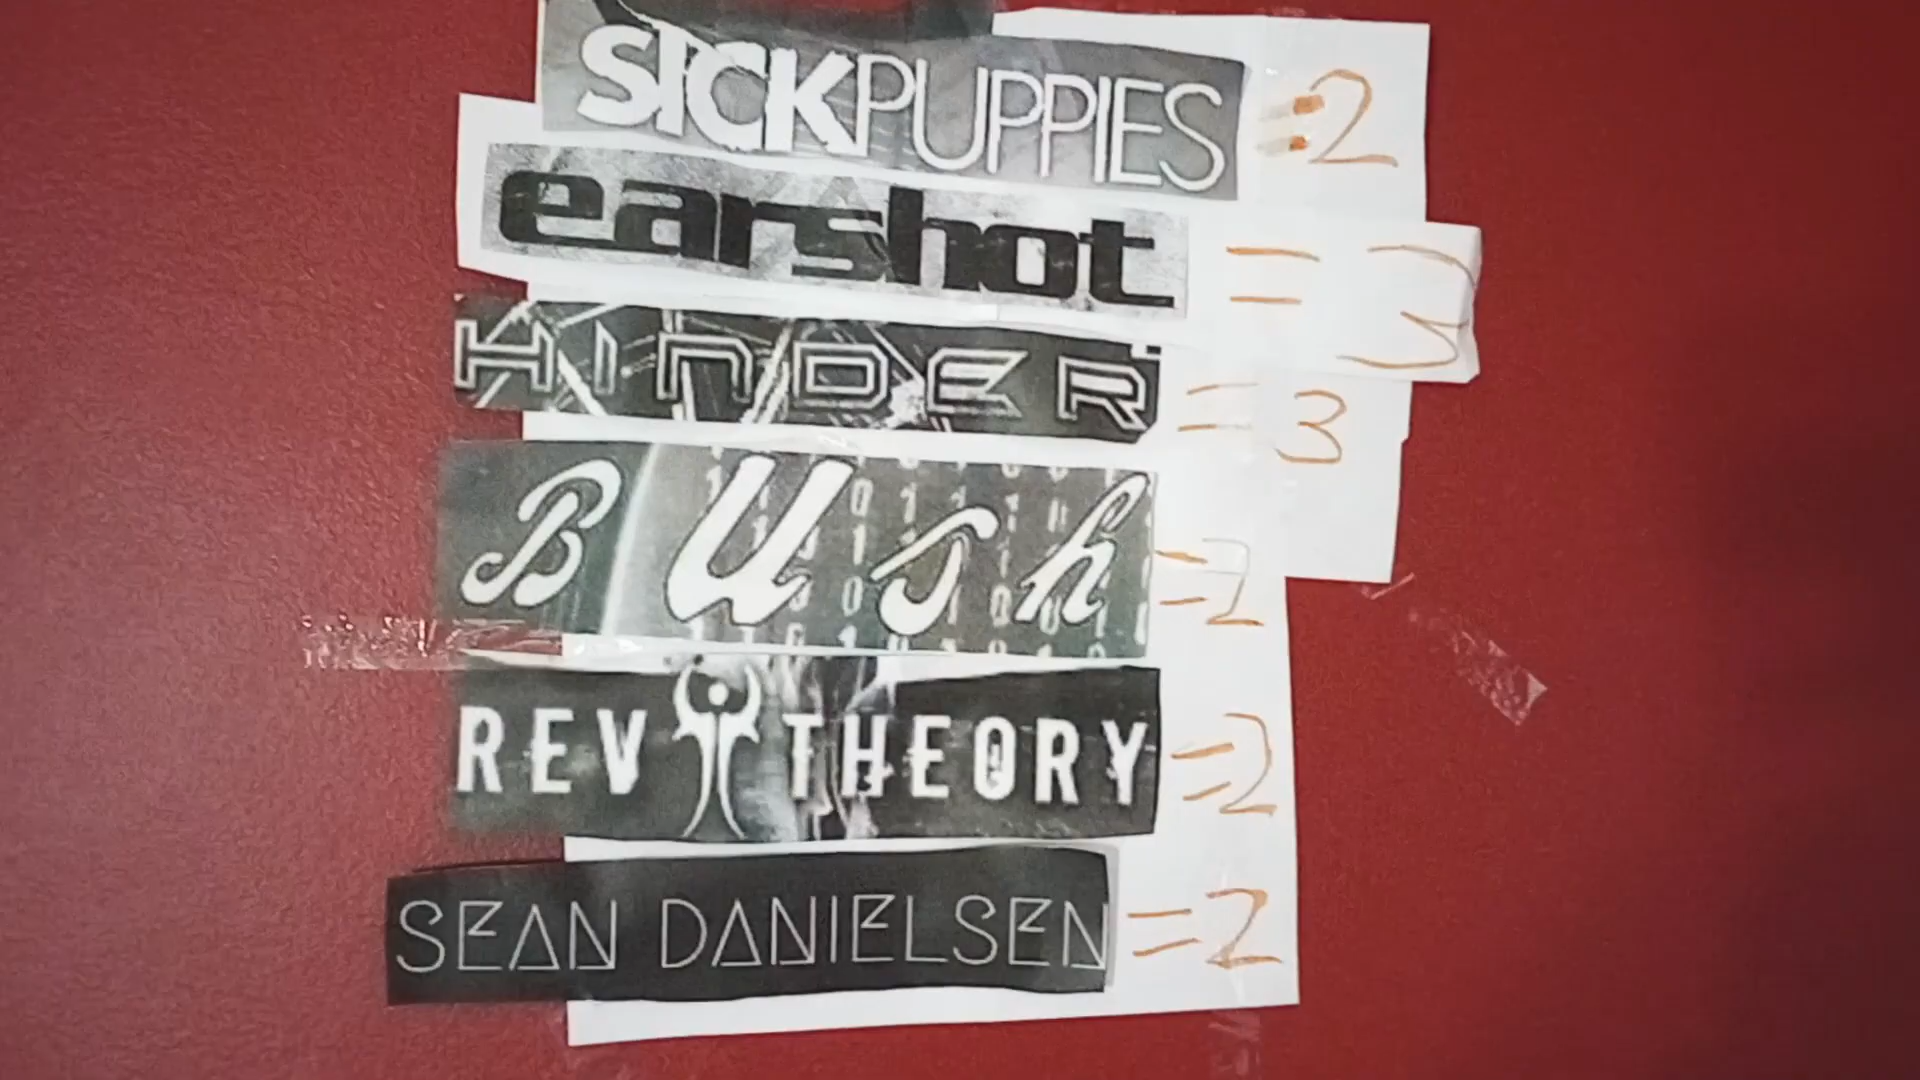 SICKPUPPIES = 2
earshot = 3
HINDER = 3
Bush = 2
REV THEORY = 2
SEAN DANIELSEN = 2